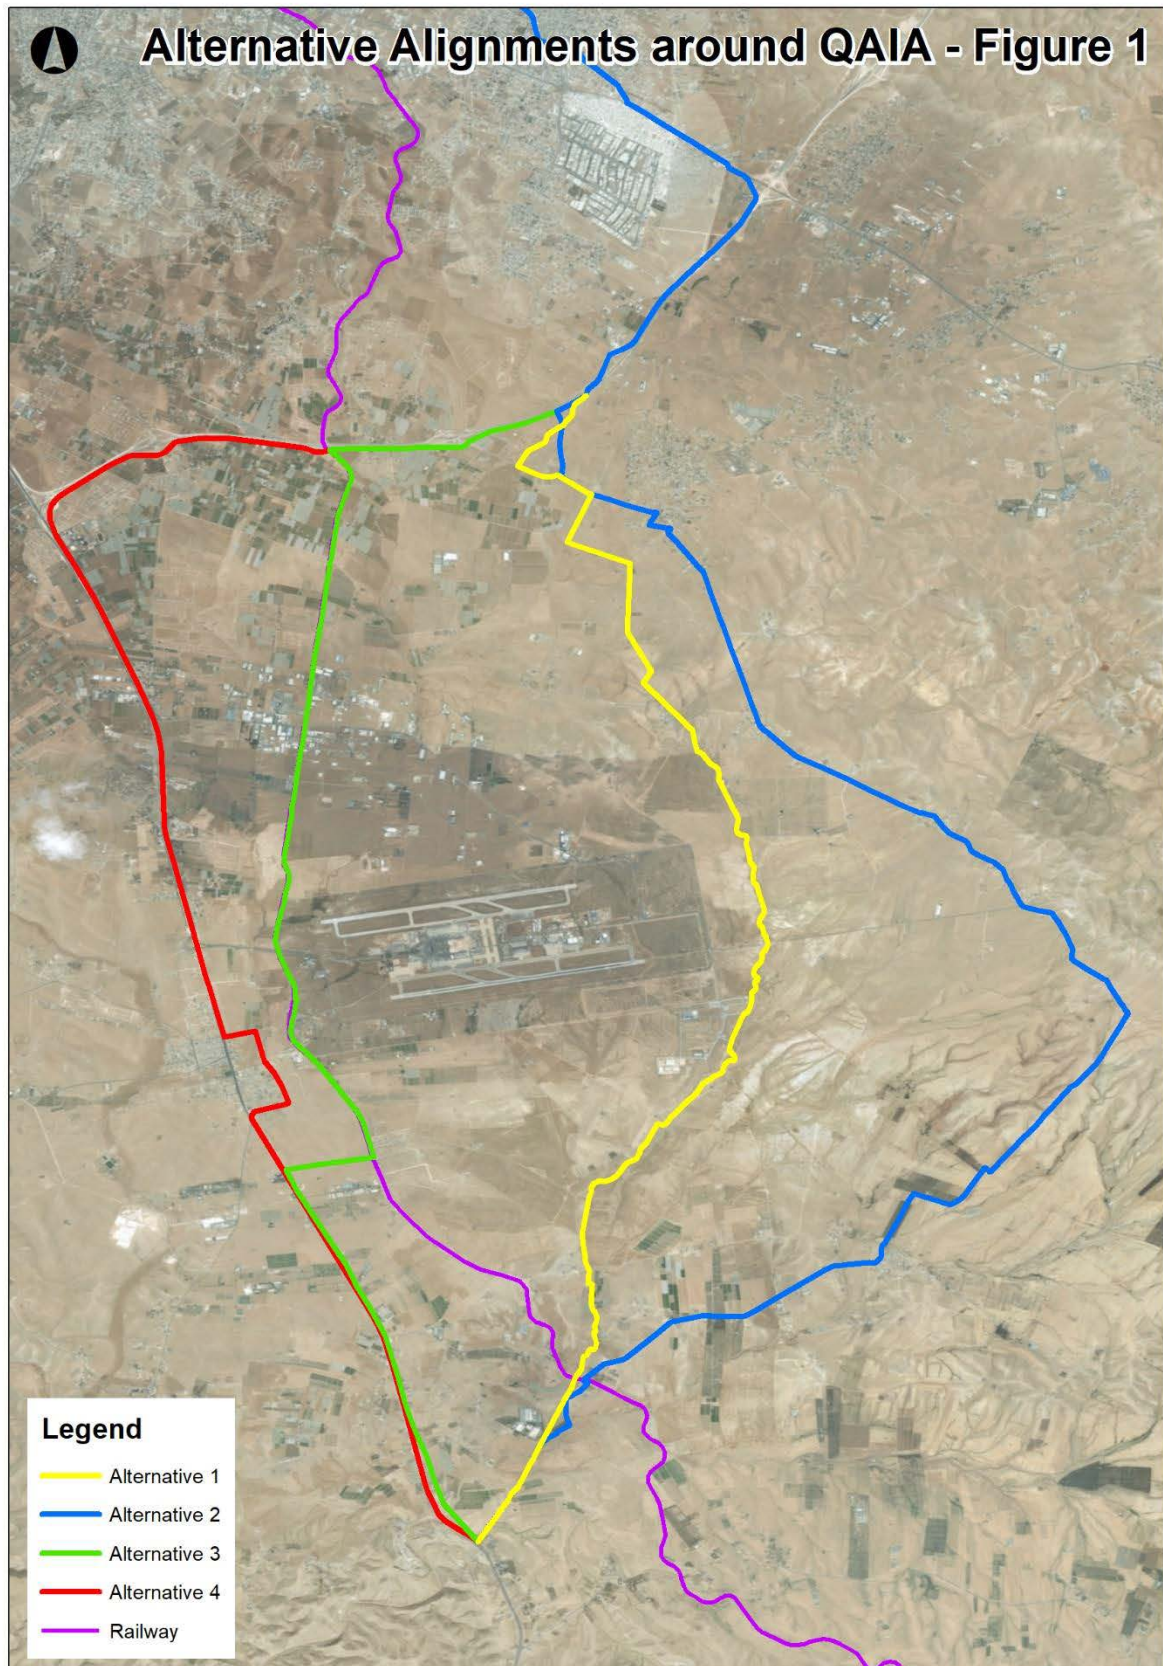 Alternative Alignments around QAIA - Figure 1
Legend
Alternative 1
Alternative 2
Alternative 3
Alternative 4
Railway